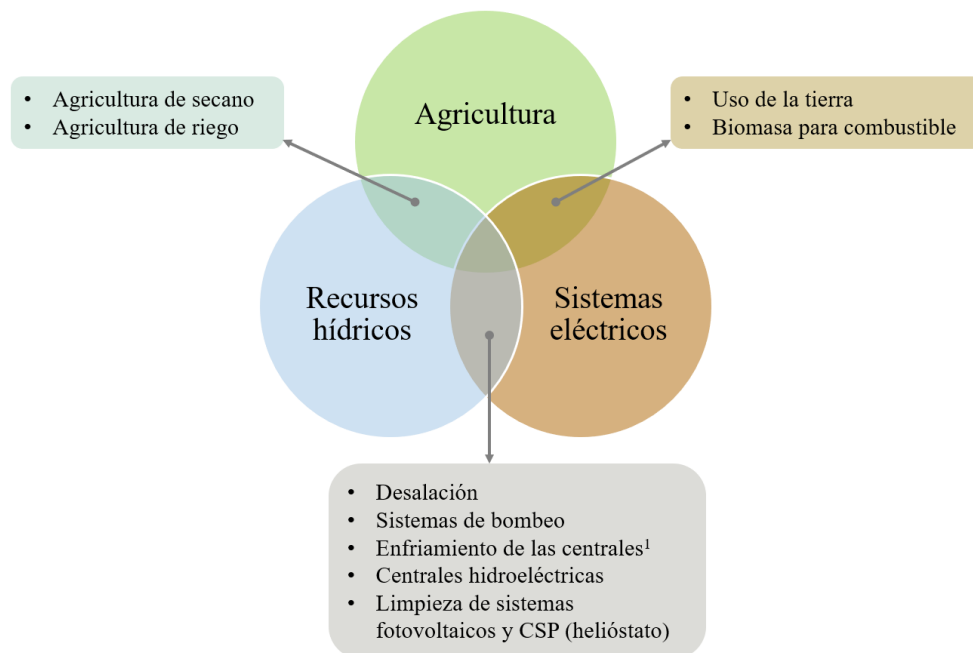 Agricultura
• Agricultura de secano
• Agricultura de riego
• Uso de la tierra
• Biomasa para combustible
Recursos
hídricos
Sistemas
eléctricos
• Desalación
• Sistemas de bombeo
• Enfriamiento de las centrales¹
• Centrales hidroeléctricas
• Limpieza de sistemas
fotovoltaicos y CSP (helióstato)